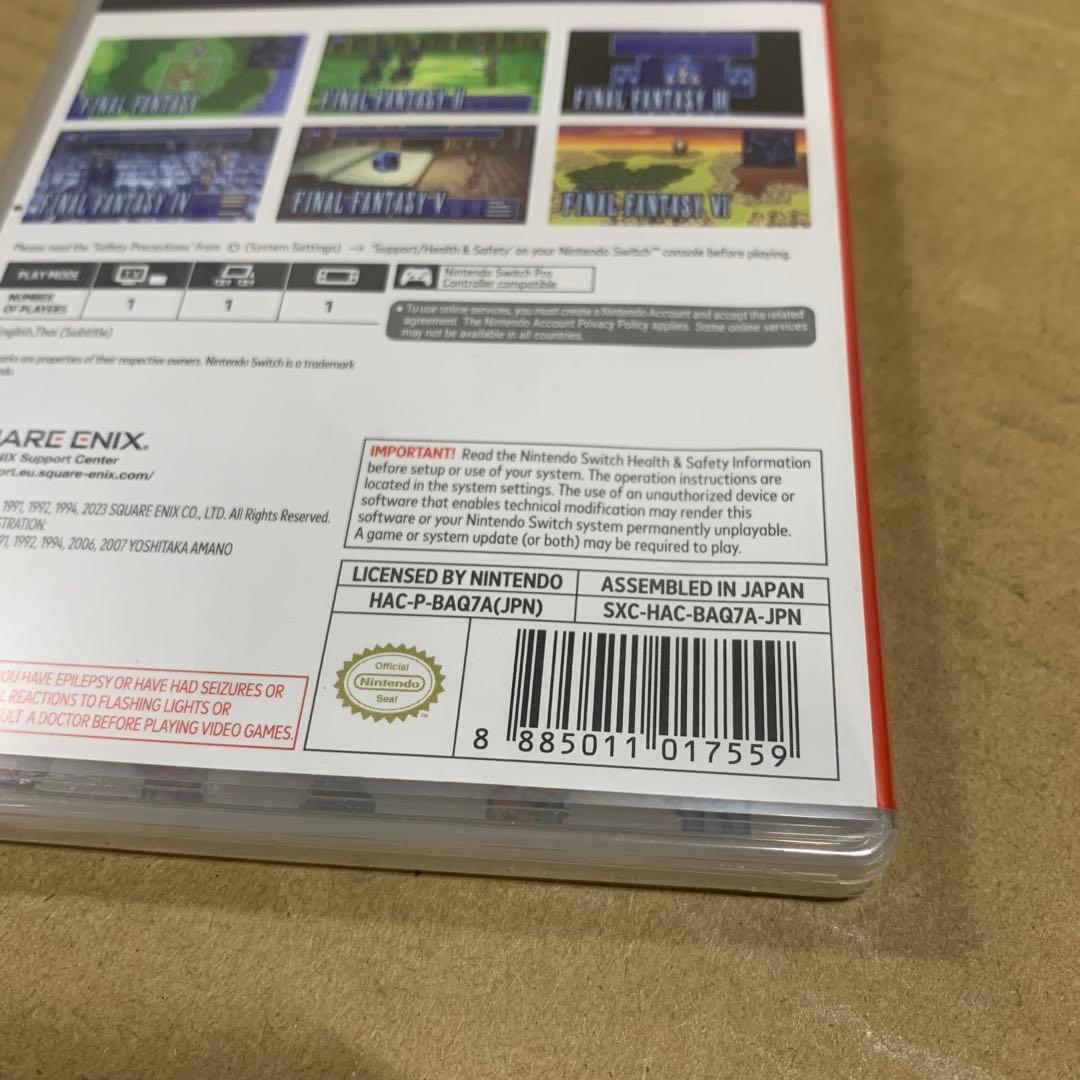 FINAL FANTASY
FINAL FANTASY II
FINAL FANTASY III
FINAL FANTASY IV
FINAL FANTASY V
FINAL FANTASY VI
Please read the 'Safety Precautions' from (System Settings) → 'Support/Health & Safety' on your Nintendo Switch™ console before playing.
PLAY MODE
NUMBER OF PLAYERS
1
1
1
Nintendo Switch Pro
Controller compatible
• To use online services, you must create a Nintendo Account and accept the related
agreement. The Nintendo Account Privacy Policy applies. Some online services
may not be available in all countries.
English, Thai (Subtitle)
arks are properties of their respective owners. Nintendo Switch is a trademark
ndo.
ARE ENIX.
NIX Support Center
ort.eu.square-enix.com/
1991, 1992, 1994, 2023 SQUARE ENIX CO., LTD. All Rights Reserved.
STRATION:
91, 1992, 1994, 2006, 2007 YOSHITAKA AMANO
IMPORTANT! Read the Nintendo Switch Health & Safety Information
before setup or use of your system. The operation instructions are
located in the system settings. The use of an unauthorized device or
software that enables technical modification may render this
software or your Nintendo Switch system permanently unplayable.
A game or system update (or both) may be required to play.
LICENSED BY NINTENDO
ASSEMBLED IN JAPAN
HAC-P-BAQ7A(JPN)
SXC-HAC-BAQ7A-JPN
YOU HAVE EPILEPSY OR HAVE HAD SEIZURES OR
L REACTIONS TO FLASHING LIGHTS OR
ULT A DOCTOR BEFORE PLAYING VIDEO GAMES.
Official
Nintendo
Seal
TM
8 885011 017559